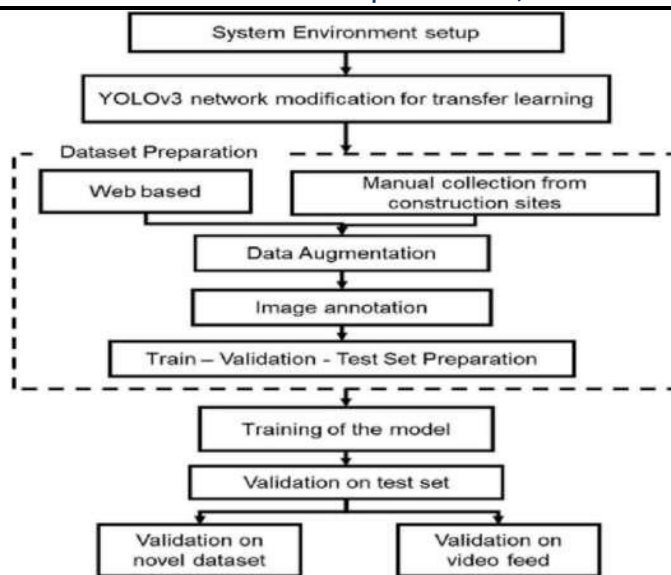 System Environment setup
YOLOv3 network modification for transfer learning
Dataset Preparation
Web based
Manual collection from
construction sites
Data Augmentation
Image annotation
Train – Validation - Test Set Preparation
Training of the model
Validation on test set
Validation on
novel dataset
Validation on
video feed